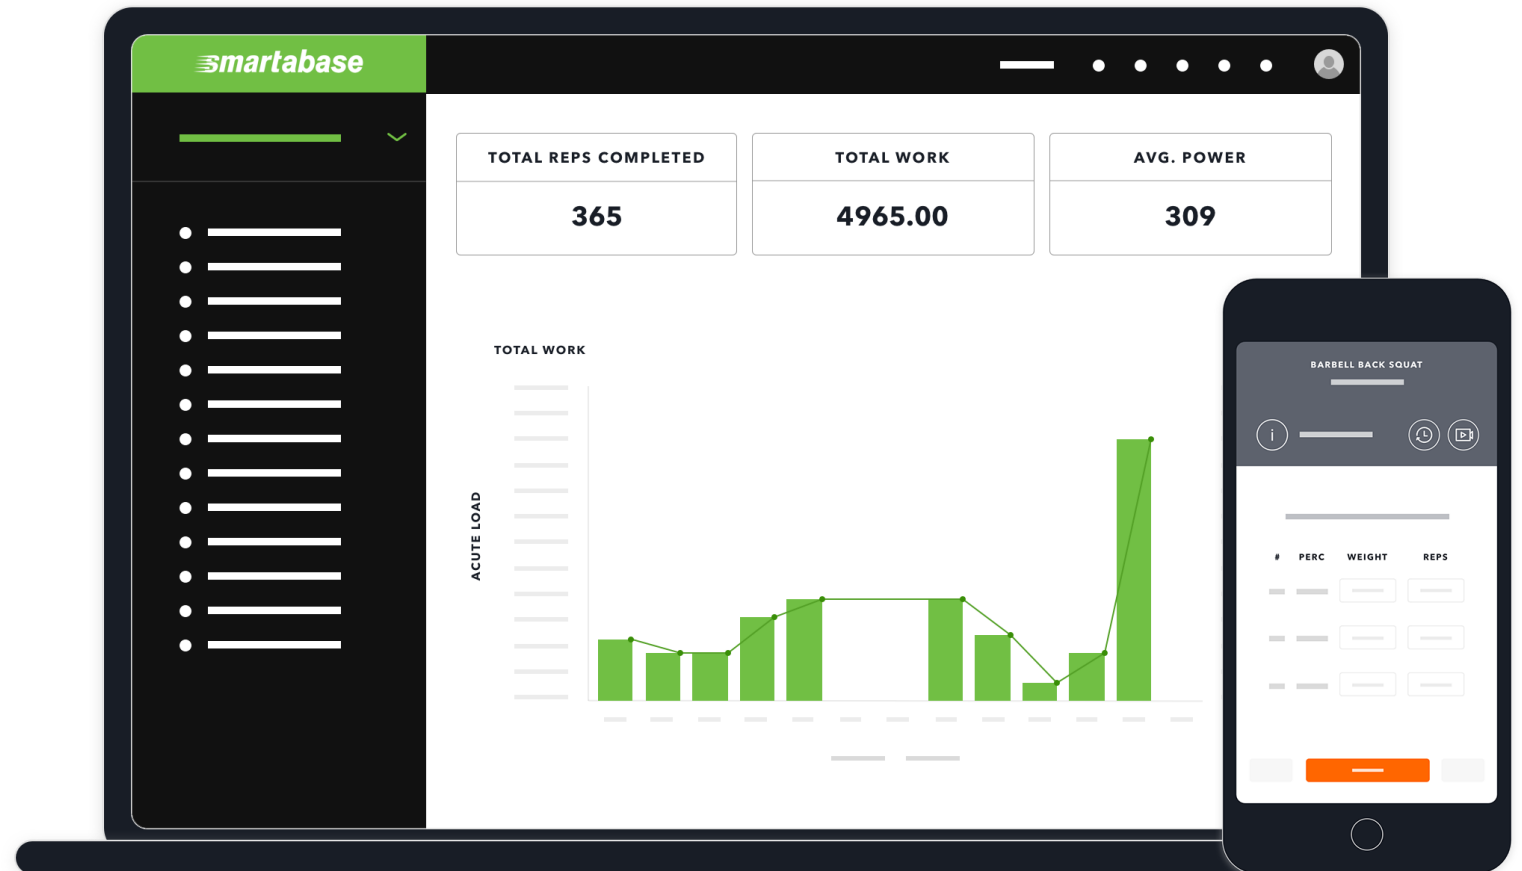 smartabase
TOTAL REPS COMPLETED
365
TOTAL WORK
4965.00
AVG. POWER
309
TOTAL WORK
ACUTE LOAD
BARBELL BACK SQUAT
i
# PERC WEIGHT REPS